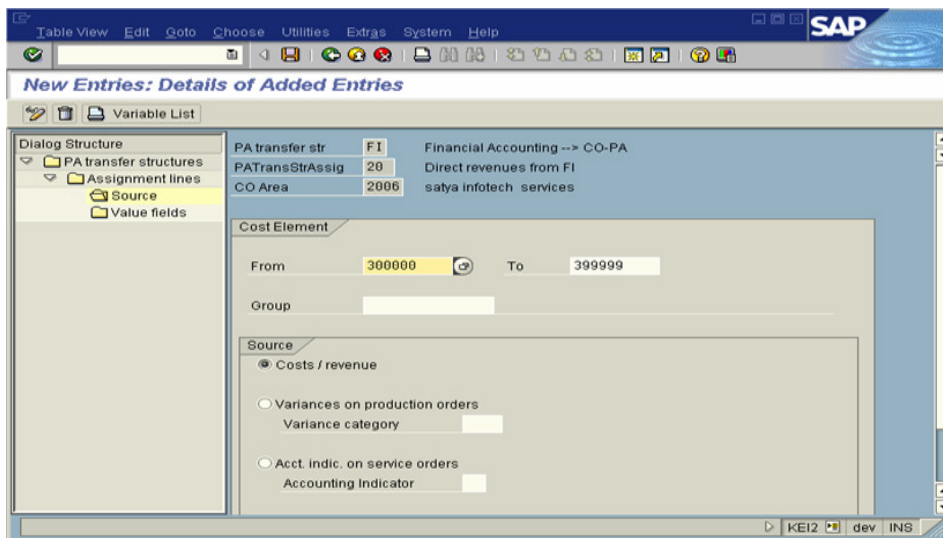 Table View Edit Goto Choose Utilities Extras System Help
SAP
New Entries: Details of Added Entries
Variable List
Dialog Structure
PA transfer structures
Assignment lines
Source
Value fields
PA transfer str FI Financial Accounting --> CO-PA
PATransStrAssig 20 Direct revenues from FI
CO Area 2006 satya infotech services
Cost Element
From 300000 To 399999
Group
Source
Costs / revenue
Variances on production orders
Variance category
Acct. indic. on service orders
Accounting Indicator
KEI2 dev INS